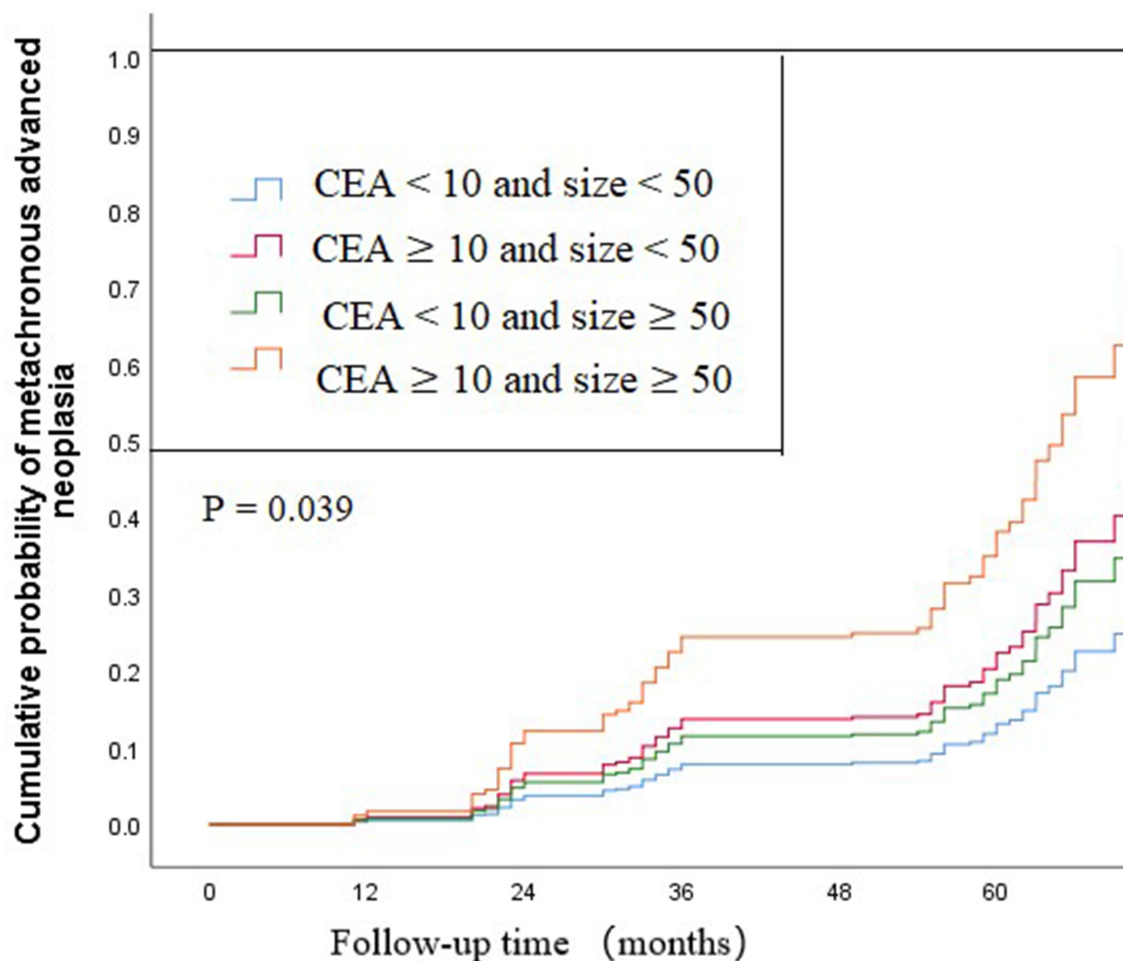 Cumulative probability of metachronous advanced
neoplasia
1.0
0.9
0.8
0.7
0.6
0.5
0.4
0.3
0.2
0.1
0.0
CEA < 10 and size < 50
CEA ≥ 10 and size < 50
CEA < 10 and size ≥ 50
CEA ≥ 10 and size ≥ 50
P = 0.039
0 12 24 36 48 60
Follow-up time (months)